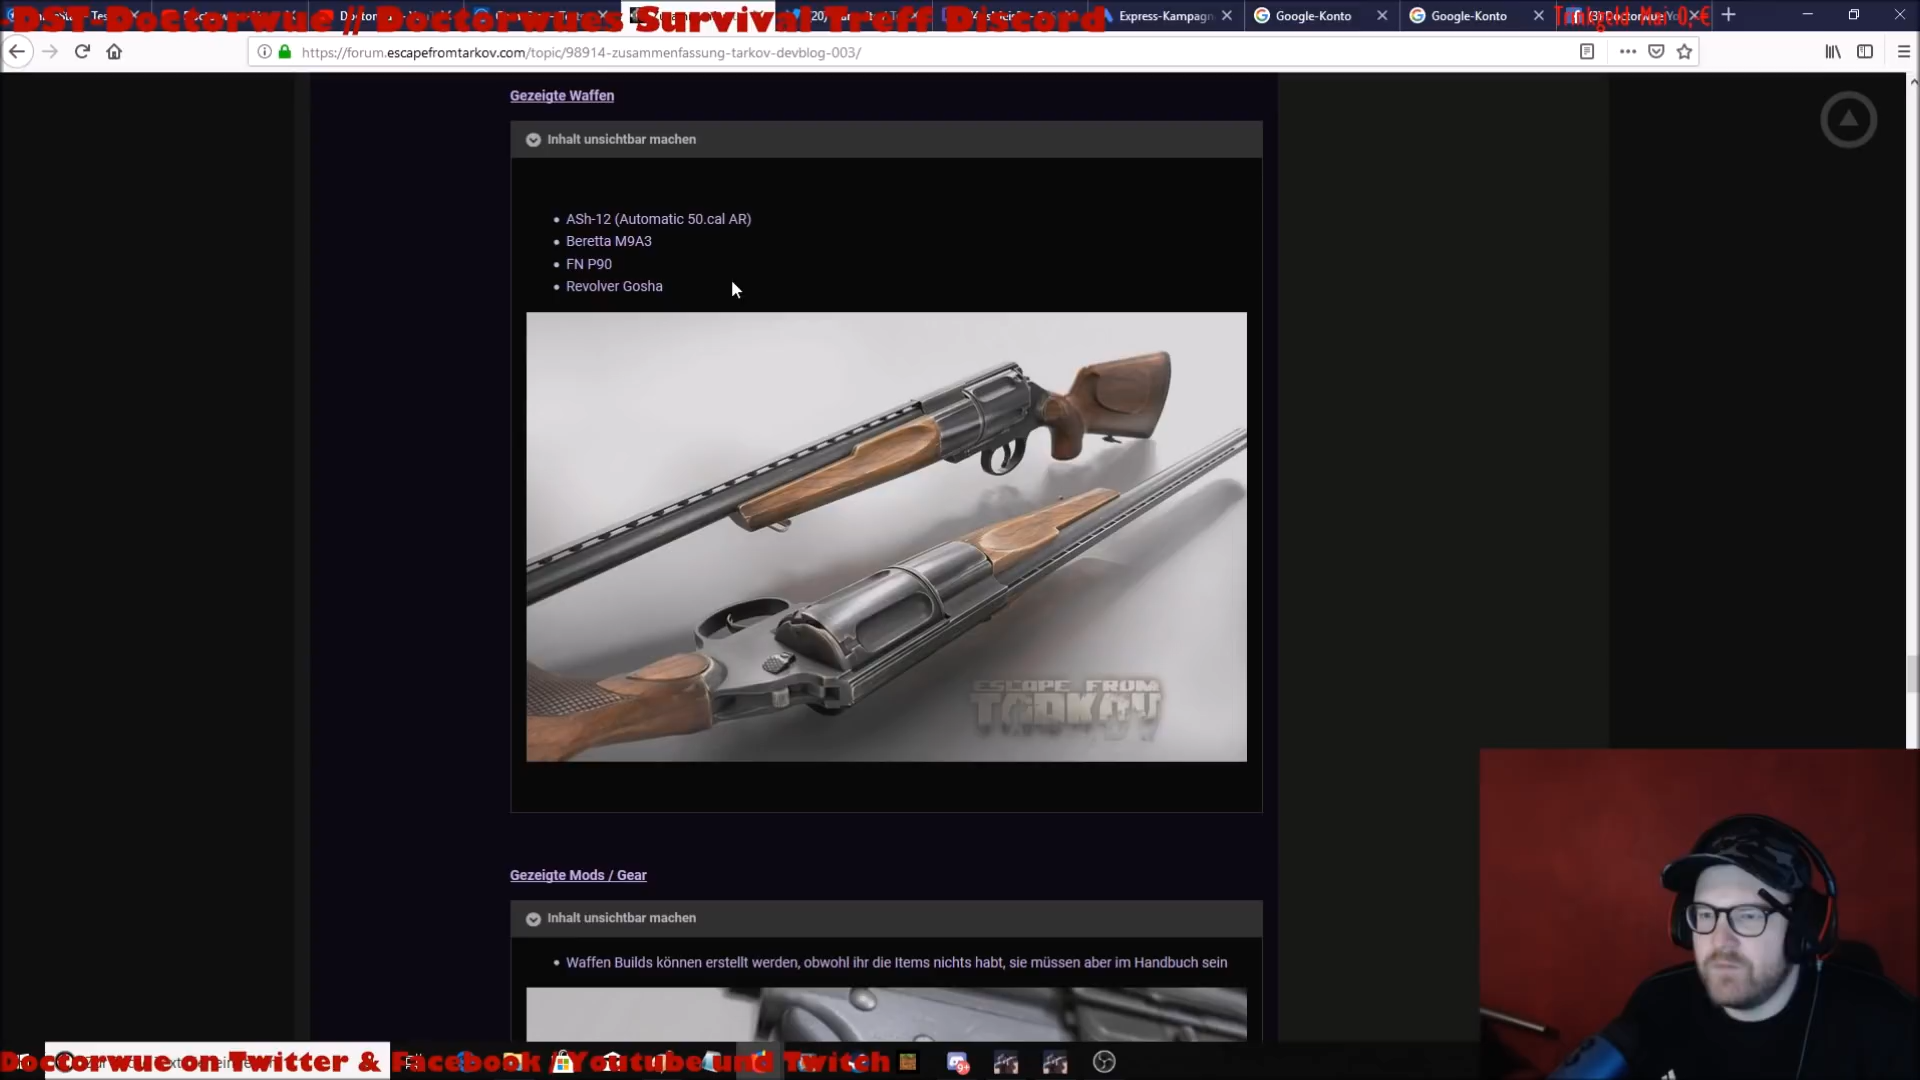 DST-Doctorwue // Doctorwues Survival Treff Discord
Trinkgeld Mai 0,-€
Express-Kampagn
Google-Konto
Google-Konto
https://forum.escapefromtarkov.com/topic/98914-zusammenfassung-tarkov-devblog-003/
Gezeigte Waffen
Inhalt unsichtbar machen
ASh-12 (Automatic 50.cal AR)
Beretta M9A3
FN P90
Revolver Gosha
ESCAPE FROM
TARKOV
Gezeigte Mods / Gear
Inhalt unsichtbar machen
Waffen Builds können erstellt werden, obwohl ihr die Items nichts habt, sie müssen aber im Handbuch sein
Doctorwue on Twitter & Facebook / Youtube und Twitch